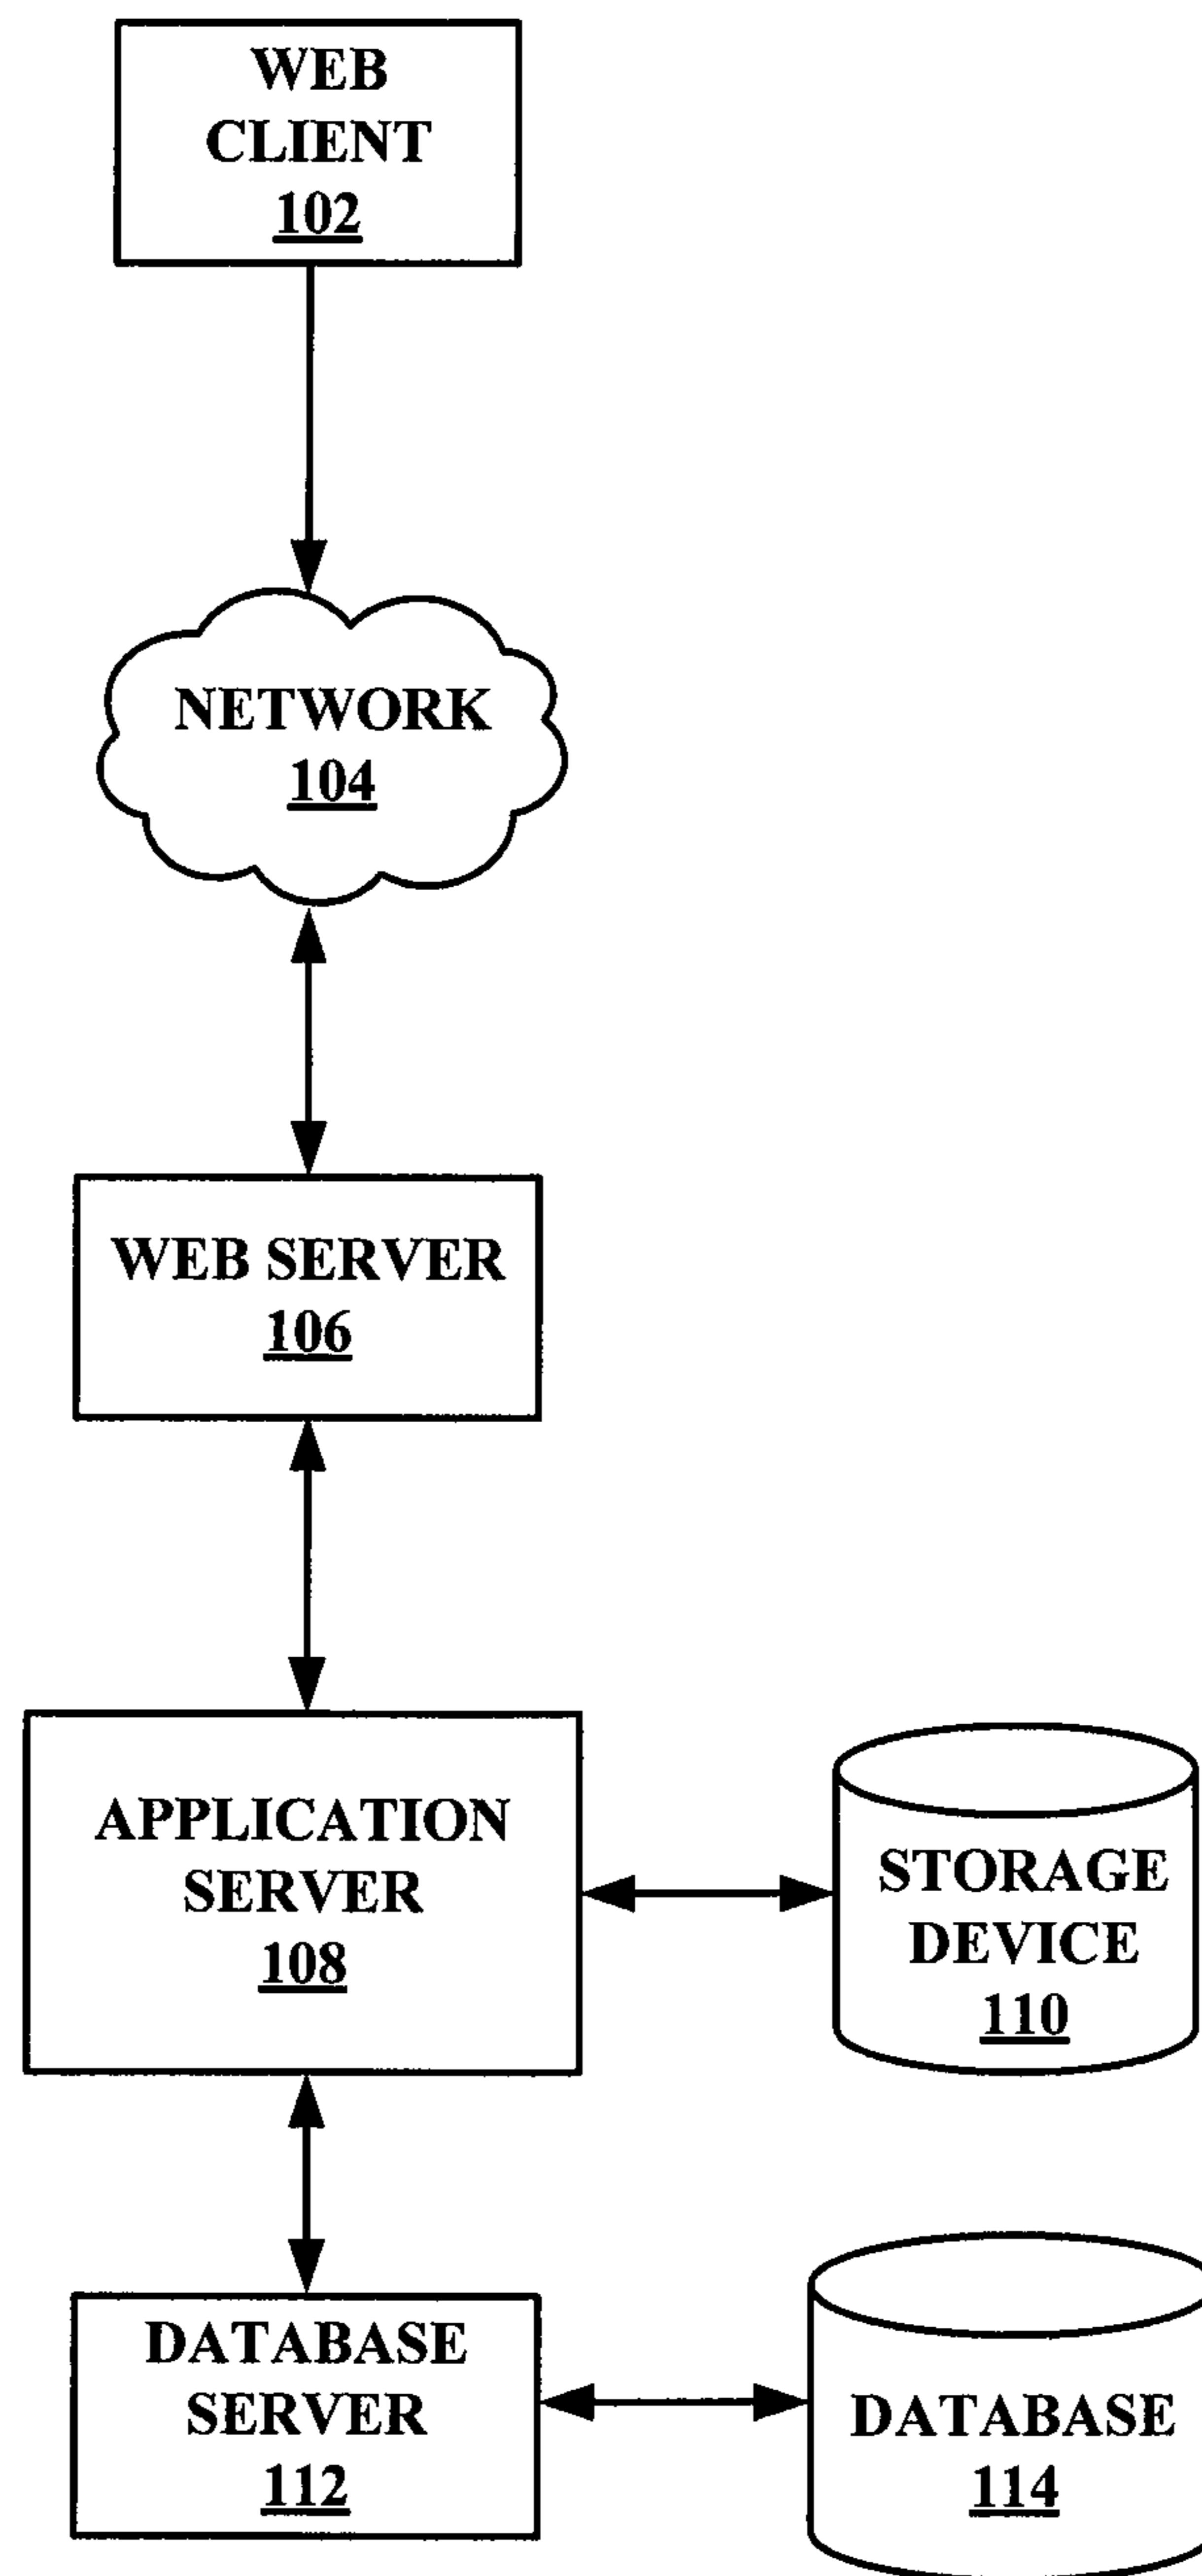 WEB
CLIENT
102
NETWORK
104
WEB SERVER
106
APPLICATION
SERVER
108
STORAGE
DEVICE
110
DATABASE
SERVER
112
DATABASE
114